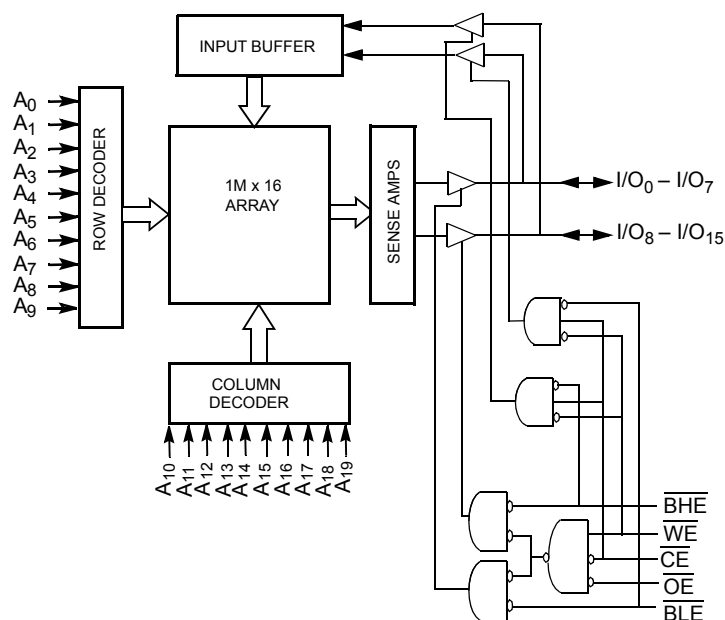 INPUT BUFFER
A0
A1
A2
A3
A4
A5
A6
A7
A8
A9
ROW DECODER
1M x 16
ARRAY
SENSE AMPS
I/O0 – I/O7
I/O8 – I/O15
COLUMN
DECODER
A10
A11
A12
A13
A14
A15
A16
A17
A18
A19
BHE
WE
CE
OE
BLE